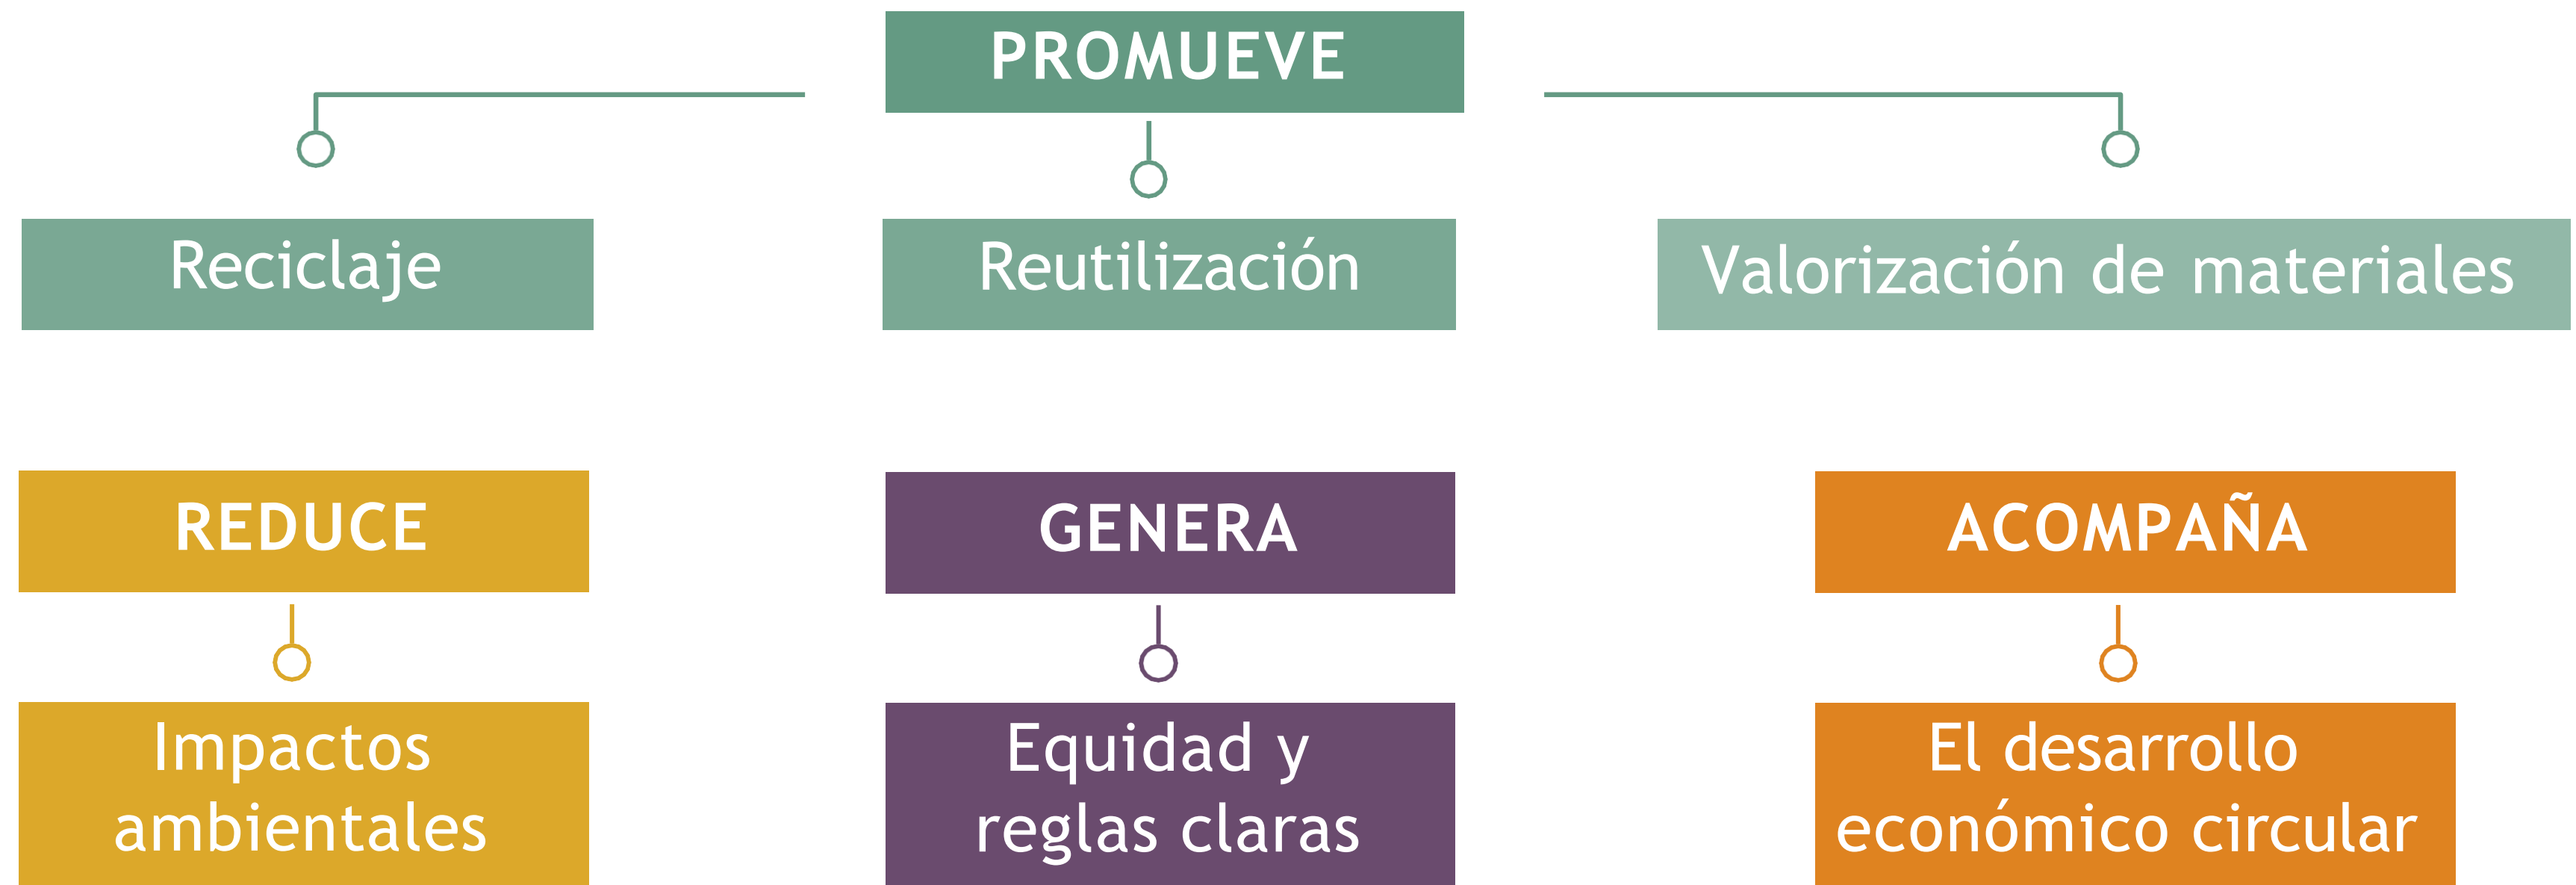 PROMUEVE
Reciclaje
Reutilización
Valorización de materiales
REDUCE
GENERA
ACOMPAÑA
Impactos
ambientales
Equidad y
reglas claras
El desarrollo
económico circular